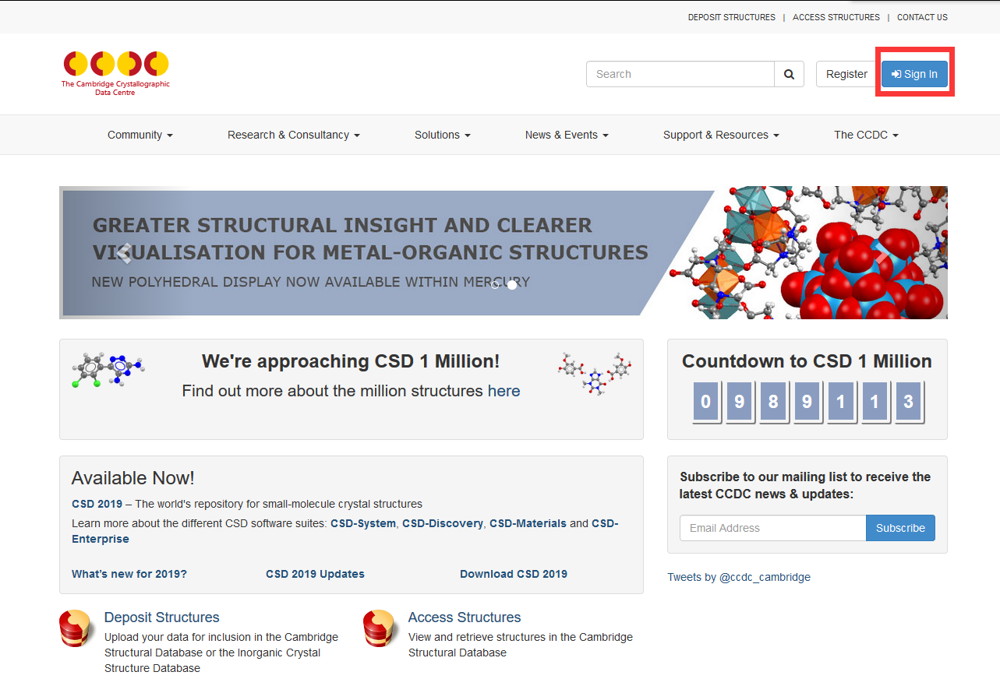 DEPOSIT STRUCTURES | ACCESS STRUCTURES | CONTACT US
The Cambridge Crystallographic
Data Centre
Search
Register
Sign In
Community
Research & Consultancy
Solutions
News & Events
Support & Resources
The CCDC
GREATER STRUCTURAL INSIGHT AND CLEARER
VISUALISATION FOR METAL-ORGANIC STRUCTURES
NEW POLYHEDRAL DISPLAY NOW AVAILABLE WITHIN MERCURY
We're approaching CSD 1 Million!
Find out more about the million structures here
Countdown to CSD 1 Million
0 9 8 9 1 1 3
Available Now!
CSD 2019 – The world's repository for small-molecule crystal structures
Learn more about the different CSD software suites: CSD-System, CSD-Discovery, CSD-Materials and CSD-
Enterprise
What's new for 2019?
CSD 2019 Updates
Download CSD 2019
Subscribe to our mailing list to receive the
latest CCDC news & updates:
Email Address
Subscribe
Tweets by @ccdc_cambridge
Deposit Structures
Upload your data for inclusion in the Cambridge
Structural Database or the Inorganic Crystal
Structure Database
Access Structures
View and retrieve structures in the Cambridge
Structural Database